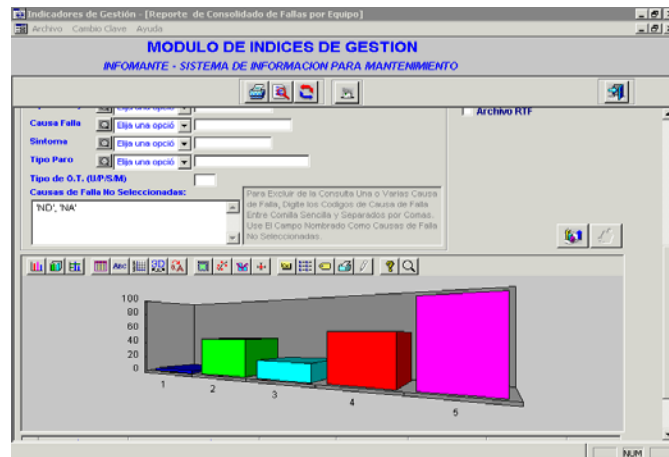 Indicadores de Gestión - [Reporte de Consolidado de Fallas por Equipo]
Archivo Cambio Clave Ayuda
MODULO DE INDICES DE GESTION
INFOMANTE - SISTEMA DE INFORMACION PARA MANTENIMIENTO
Archivo RTF
Causa Falla Elija una opció
Sintoma Elija una opció
Tipo Paro Elija una opció
Tipo de O.T. (U/P/S/M)
Causas de Falla No Seleccionadas:
'ND', 'NA'
Para Excluir de la Consulta Una o Varias Causa
de Falla, Digite los Codigos de Causa de Falla
Entre Comilla Sencilla y Separados por Comas.
Use El Campo Nombrado Como Causas de Falla
No Seleccionadas.
Abc 3D
100
80
60
40
20
0
1 2 3 4 5
NUM